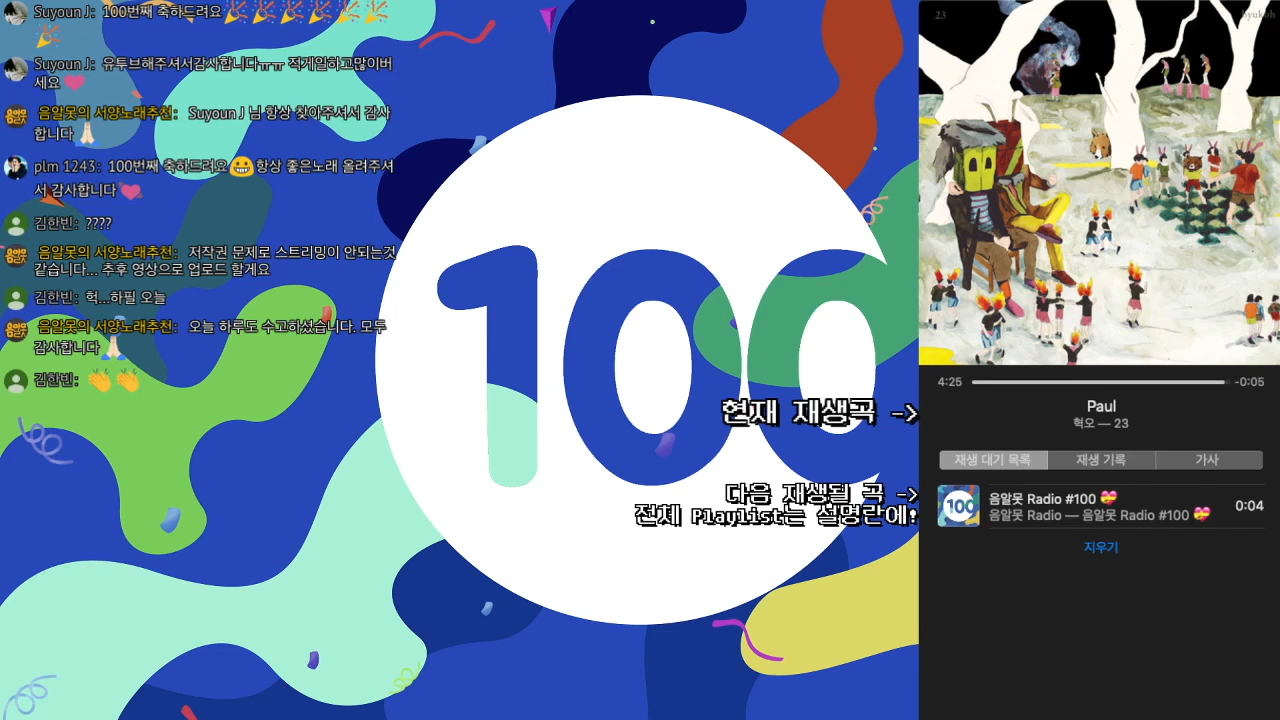 Suyoun J: 100번째 축하드려요🎉🎉🎉🎉🎉🎉
🎉
Suyoun J: 유투브해주셔서감사합니다ㅠㅠ 적게일하고많이버
세요💗
음알못의 서양노래추천: Suyoun J 님 항상 찾아주셔서 감사
합니다🙏🏻
plm 1243: 100번째 축하드려요😀항상 좋은노래 올려주셔
서 감사합니다💘
김한빈: ????
음알못의 서양노래추천: 저작권 문제로 스트리밍이 안되는것
같습니다... 추후 영상으로 업로드 할게요
김한빈: 헉...하필 오늘
음알못의 서양노래추천: 오늘 하루도 수고하셨습니다. 모두
감사합니다🙏🏻
김한빈: 👏👏
100
현재 재생곡 ->
다음 재생될 곡 ->
전체 Playlist는 설명란에!
23
hyukoh
4:25
-0:05
Paul
혁오 — 23
재생 대기 목록
재생 기록
가사
100
음알못 Radio #100 💝
음알못 Radio — 음알못 Radio #100 💝
0:04
지우기